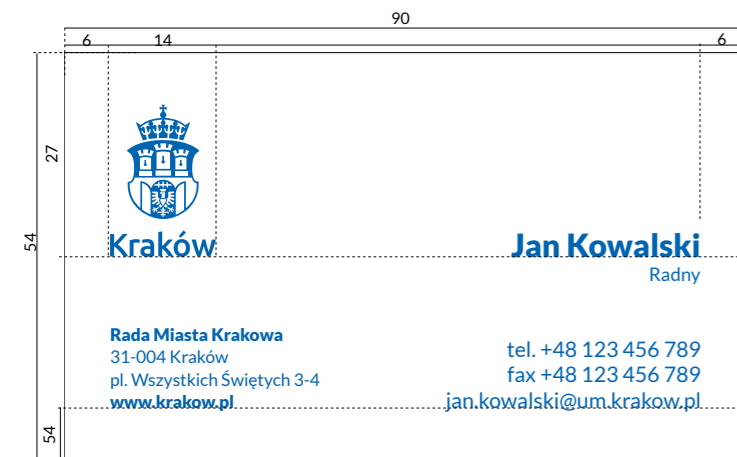 90
6 14 6
27
54
Kraków
Jan Kowalski
Radny
Rada Miasta Krakowa
31-004 Kraków
pl. Wszystkich Świętych 3-4
www.krakow.pl
tel. +48 123 456 789
fax +48 123 456 789
jan.kowalski@um.krakow.pl
54